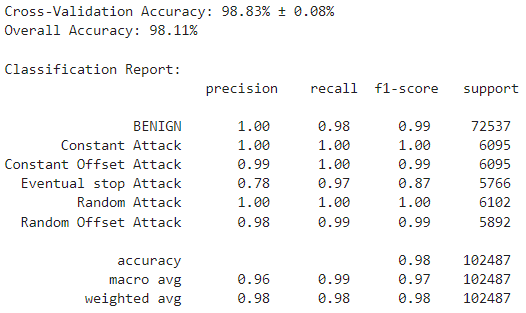 Cross-Validation Accuracy: 98.83% ± 0.08%
Overall Accuracy: 98.11%
Classification Report:
precision recall f1-score support
BENIGN 1.00 0.98 0.99 72537
Constant Attack 1.00 1.00 1.00 6095
Constant Offset Attack 0.99 1.00 0.99 6095
Eventual stop Attack 0.78 0.97 0.87 5766
Random Attack 1.00 1.00 1.00 6102
Random Offset Attack 0.98 0.99 0.99 5892
accuracy 0.98 102487
macro avg 0.96 0.99 0.97 102487
weighted avg 0.98 0.98 0.98 102487